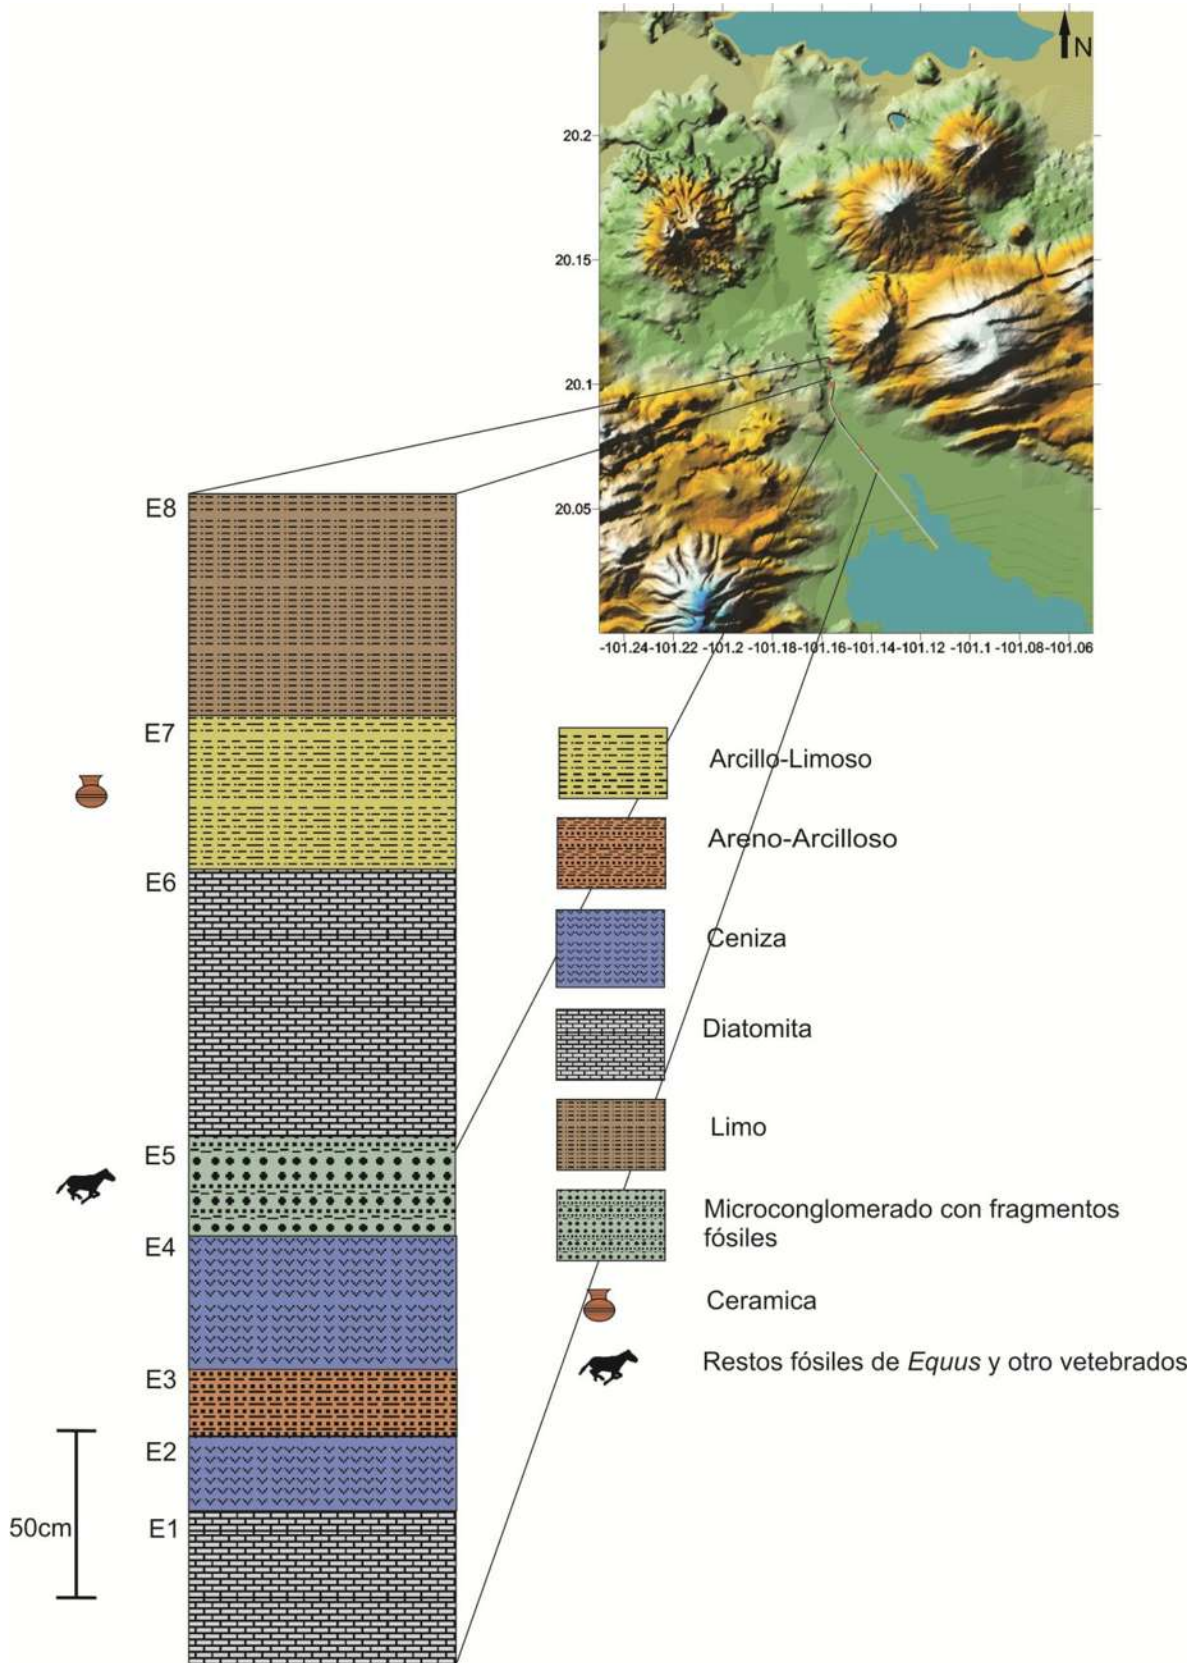 N
20.2
20.15
20.1
20.05
-101.24 -101.22 -101.2 -101.18 -101.16 -101.14 -101.12 -101.1 -101.08 -101.06
E8
E7
E6
E5
E4
E3
E2
E1
50cm
Arcillo-Limoso
Areno-Arcilloso
Ceniza
Diatomita
Limo
Microconglomerado con fragmentos
fósiles
Ceramica
Restos fósiles de Equus y otro vetebrados